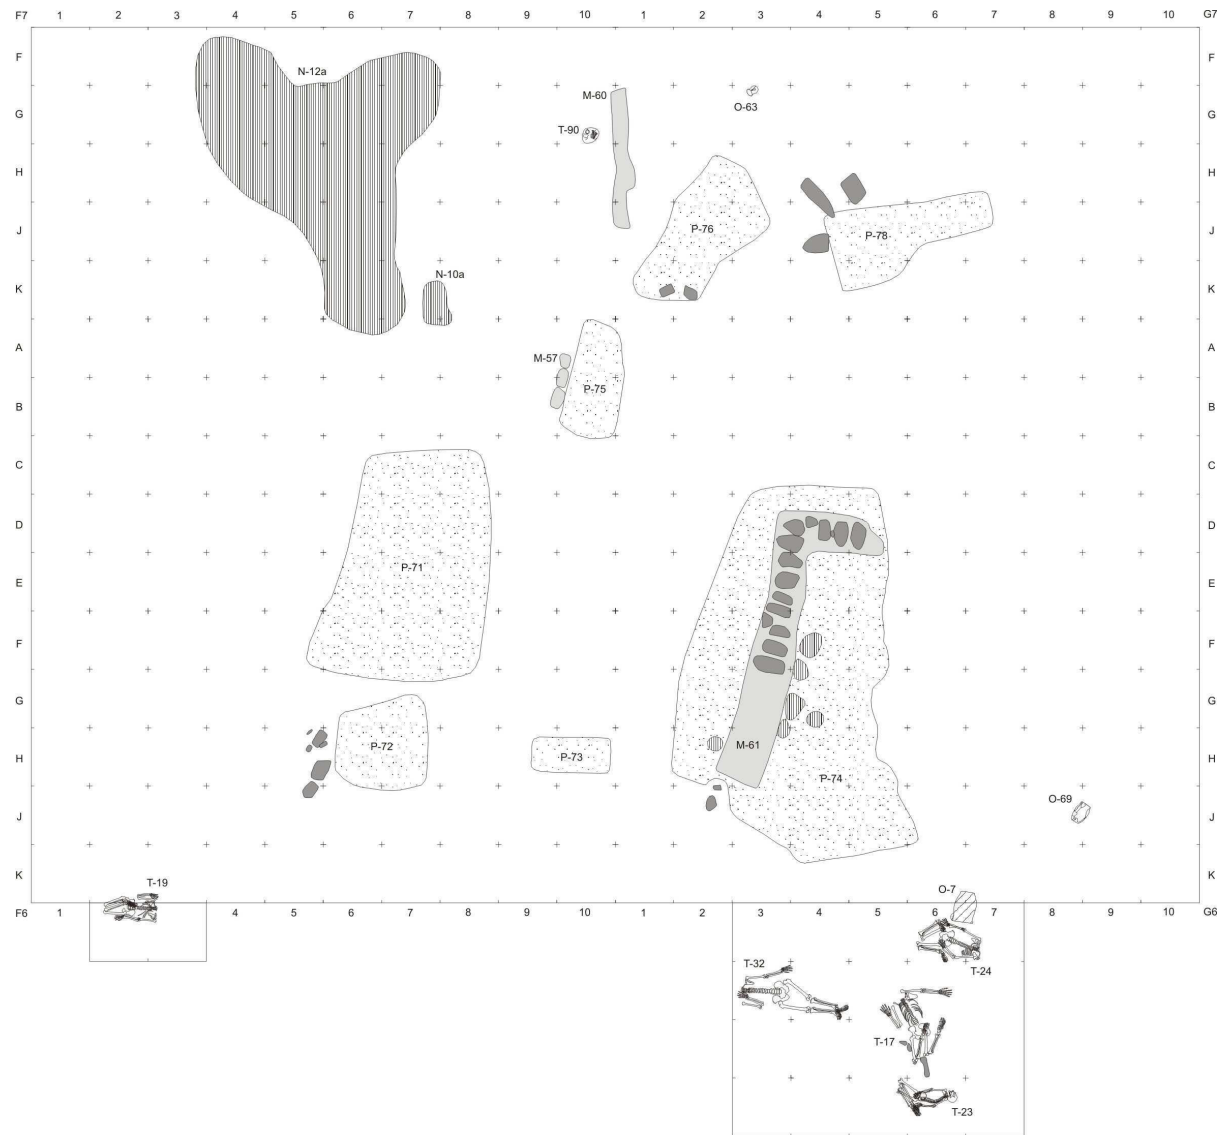 F7 1 2 3 4 5 6 7 8 9 10 1 2 3 4 5 6 7 8 9 10 G7
F F
N-12a
M-60
O-63
G G
T-90
H H
J J
P-76
P-78
N-10a
K K
A A
M-57
P-75
B B
C C
D D
E E
P-71
F F
G G
P-72
M-61
H H
P-73
P-74
O-69
J J
K K
T-19
O-7
F6 1 4 5 6 7 8 9 10 1 2 3 4 5 6 7 8 9 10 G6
T-32
T-24
T-17
T-23